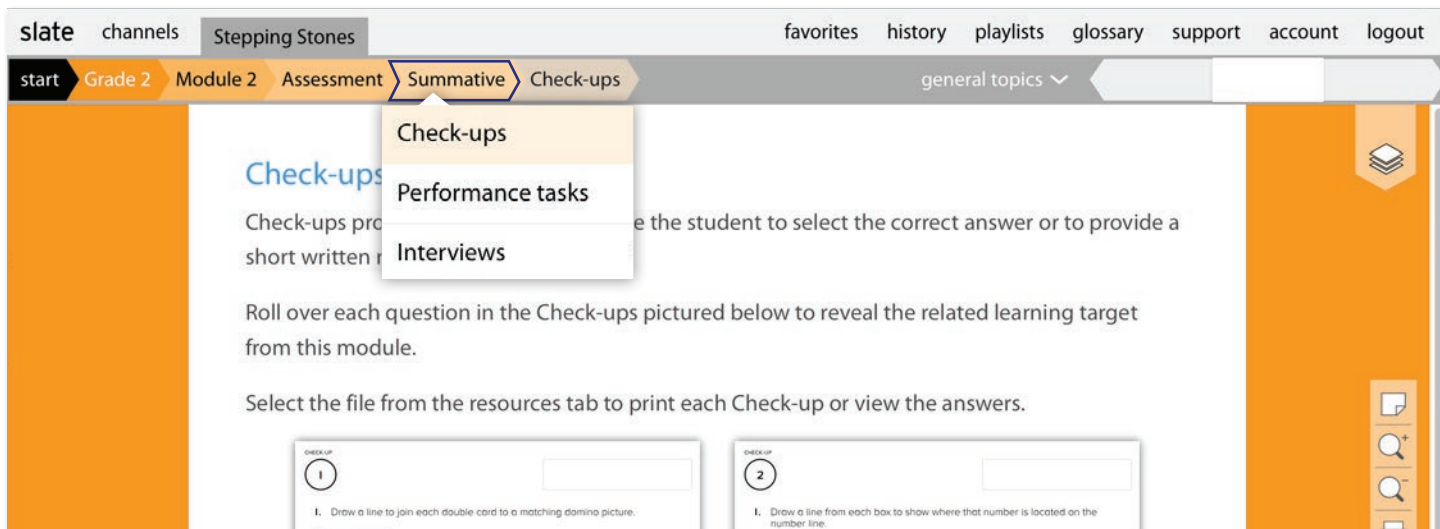 slate channels Stepping Stones favorites history playlists glossary support account logout
start Grade 2 Module 2 Assessment Summative Check-ups general topics
Check-ups
Performance tasks
Interviews
Check-ups
Check-ups pro e the student to select the correct answer or to provide a
short written
Roll over each question in the Check-ups pictured below to reveal the related learning target
from this module.
Select the file from the resources tab to print each Check-up or view the answers.
CHECK-UP
1
1. Draw a line to join each double card to a matching domino picture.
CHECK-UP
2
1. Draw a line from each box to show where that number is located on the
number line.